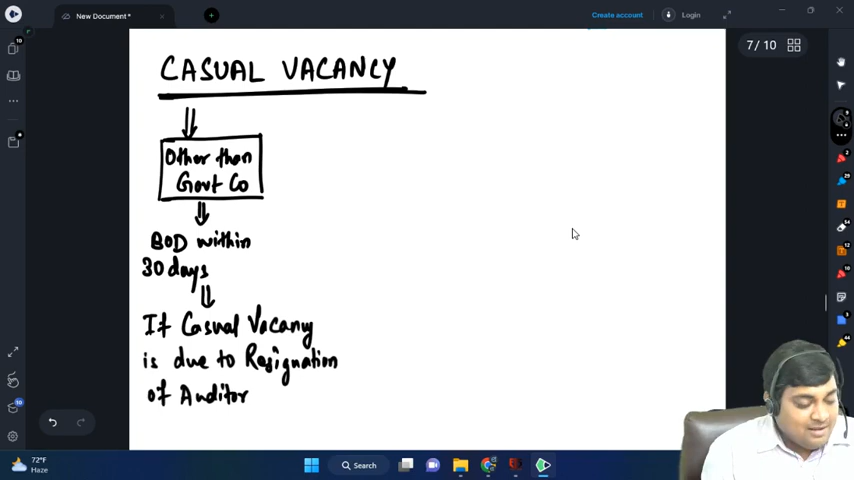 New Document*
Create account
Login
7/10
CASUAL VACANCY
Other than
Govt Co
BOD within
30 days
If Casual Vacancy
is due to Resignation
of Auditor
72°F
Haze
Search